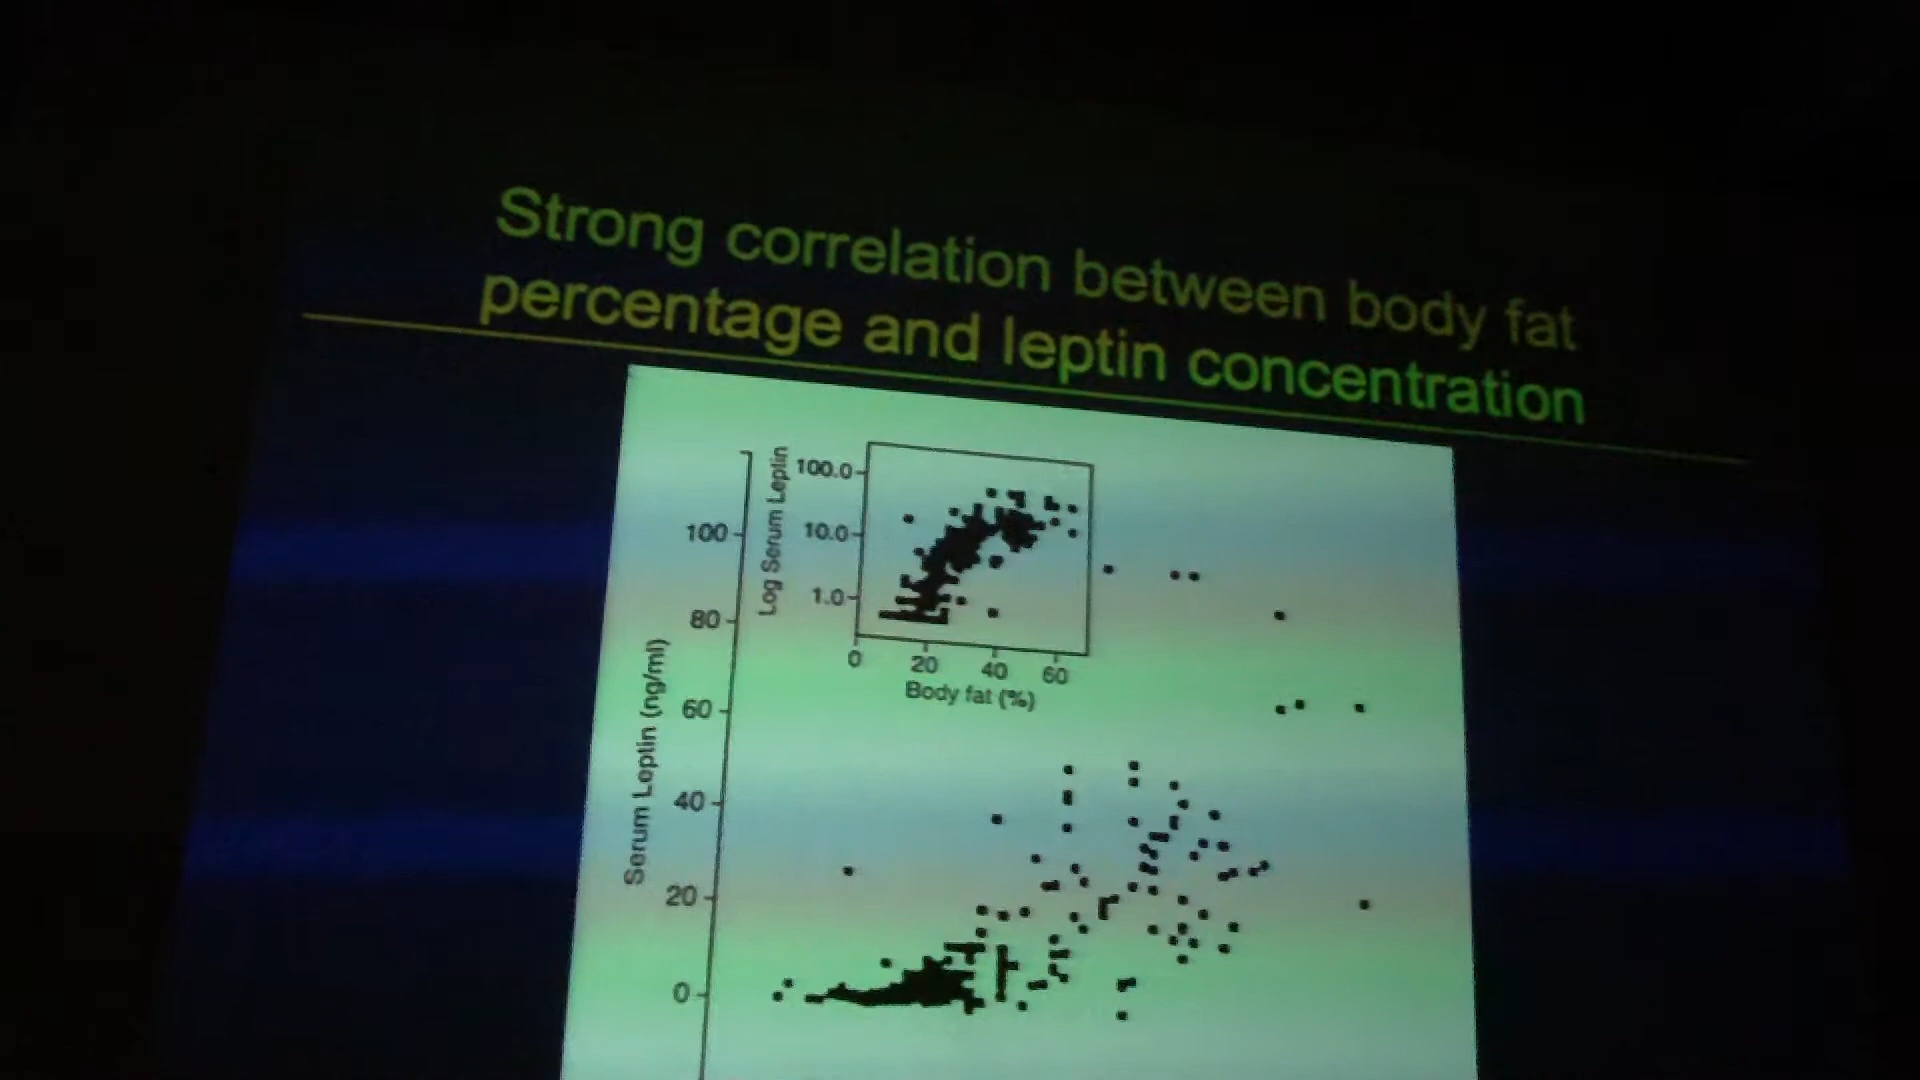 Strong correlation between body fat
percentage and leptin concentration
Log Serum Leptin
100.0
10.0
1.0
0 20 40 60
Body fat (%)
Serum Leptin (ng/ml)
100
80
60
40
20
0